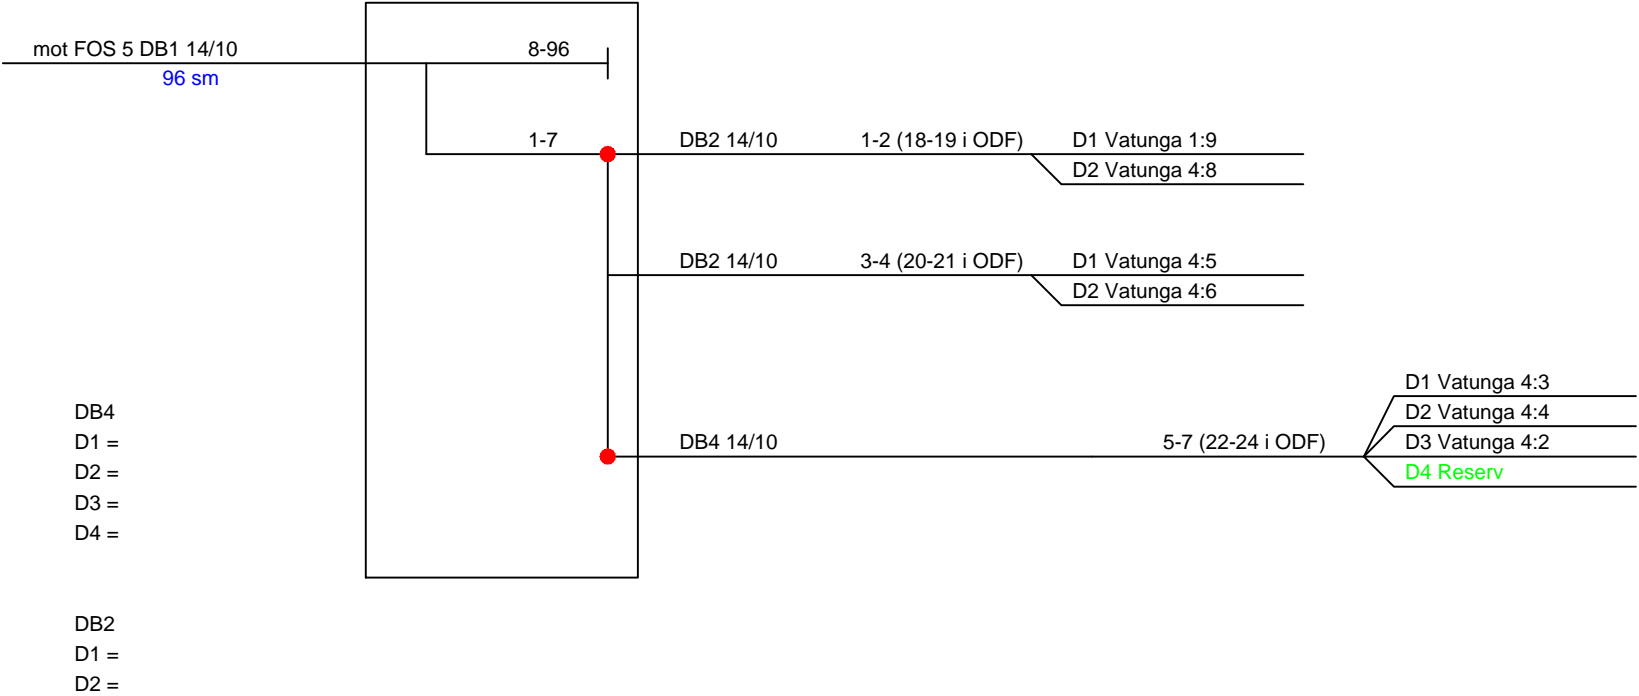 mot FOS 5 DB1 14/10
96 sm
8-96
1-7
DB2 14/10
1-2 (18-19 i ODF)
D1 Vatunga 1:9
D2 Vatunga 4:8
DB2 14/10
3-4 (20-21 i ODF)
D1 Vatunga 4:5
D2 Vatunga 4:6
DB4 14/10
5-7 (22-24 i ODF)
D1 Vatunga 4:3
D2 Vatunga 4:4
D3 Vatunga 4:2
D4 Reserv
DB4
D1 =
D2 =
D3 =
D4 =
DB2
D1 =
D2 =